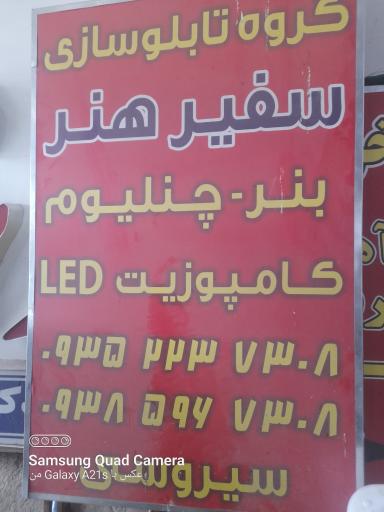 گروه تابلوسازی
سفیر هنر
بنر - چنلیوم
کامپوزیت LED
۰۹۳۵ ۲۲۳ ۷۳۰۸
۰۹۳۸ ۵۹۶ ۷۳۰۸
سیروسی
Samsung Quad Camera
عکس با Galaxy A21s من